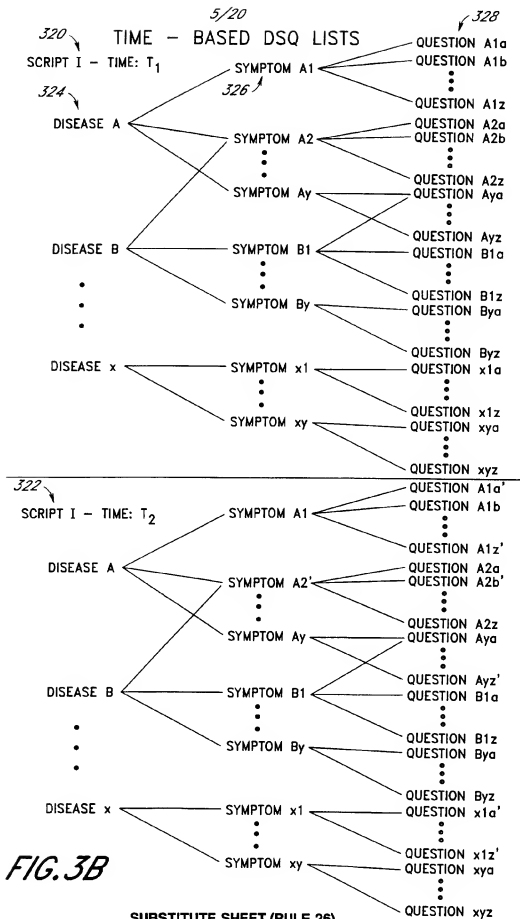 5/20
TIME - BASED DSQ LISTS
320
328
SCRIPT I - TIME: T1
324
326
DISEASE A
SYMPTOM A1
QUESTION A1a
QUESTION A1b
QUESTION A1z
SYMPTOM A2
QUESTION A2a
QUESTION A2b
QUESTION A2z
SYMPTOM Ay
QUESTION Aya
QUESTION Ayz
DISEASE B
SYMPTOM B1
QUESTION B1a
QUESTION B1z
SYMPTOM By
QUESTION Bya
QUESTION Byz
DISEASE x
SYMPTOM x1
QUESTION x1a
QUESTION x1z
SYMPTOM xy
QUESTION xya
QUESTION xyz
322
SCRIPT I - TIME: T2
DISEASE A
SYMPTOM A1
QUESTION A1a'
QUESTION A1b
QUESTION A1z'
SYMPTOM A2'
QUESTION A2a
QUESTION A2b'
QUESTION A2z
SYMPTOM Ay
QUESTION Aya
QUESTION Ayz'
DISEASE B
SYMPTOM B1
QUESTION B1a
QUESTION B1z
SYMPTOM By
QUESTION Bya
QUESTION Byz
DISEASE x
SYMPTOM x1
QUESTION x1a'
QUESTION x1z'
SYMPTOM xy
QUESTION xya
QUESTION xyz
FIG. 3B
SUBSTITUTE SHEET (RULE 26)